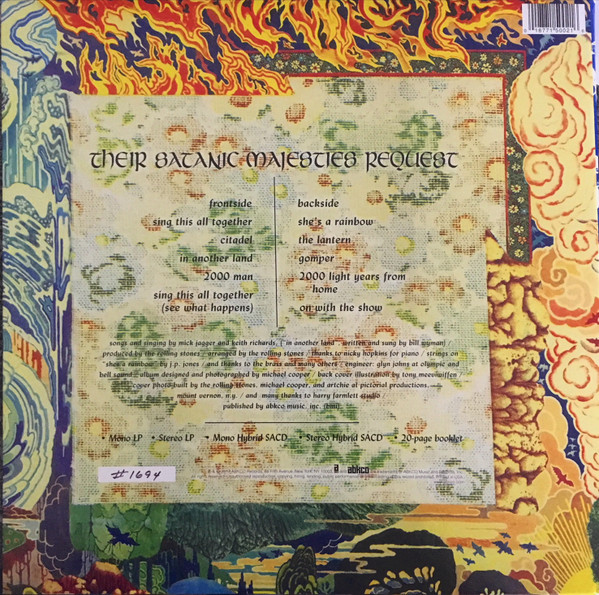 8 18771 50021 8
THEIR SATANIC MAJESTIES REQUEST
frontside
sing this all together
citadel
in another land
2000 man
sing this all together
(see what happens)
backside
she's a rainbow
the lantern
gomper
2000 light years from
home
on with the show
songs and singing by mick jagger and keith richards, ( in another land - written and sung by bill wyman) /
produced by the rolling stones - arranged by the rolling stones / thanks to nicky hopkins for piano / strings on
"she's a rainbow" by j.p. jones / and thanks to the brass and many others / engineer: glyn johns at olympic and
bell sound - album designed and photographed by michael cooper / back cover illustration by tony meeuwissen /
cover photo built by the rolling stones, michael cooper, and artchie at pictorial productions,
mount vernon, n.y. / and many thanks to harry farmlett studio /
published by abkco music, inc. (bmi)
• Mono LP • Stereo LP • Mono Hybrid SACD • Stereo Hybrid SACD • 20-page booklet
abkco
#1694